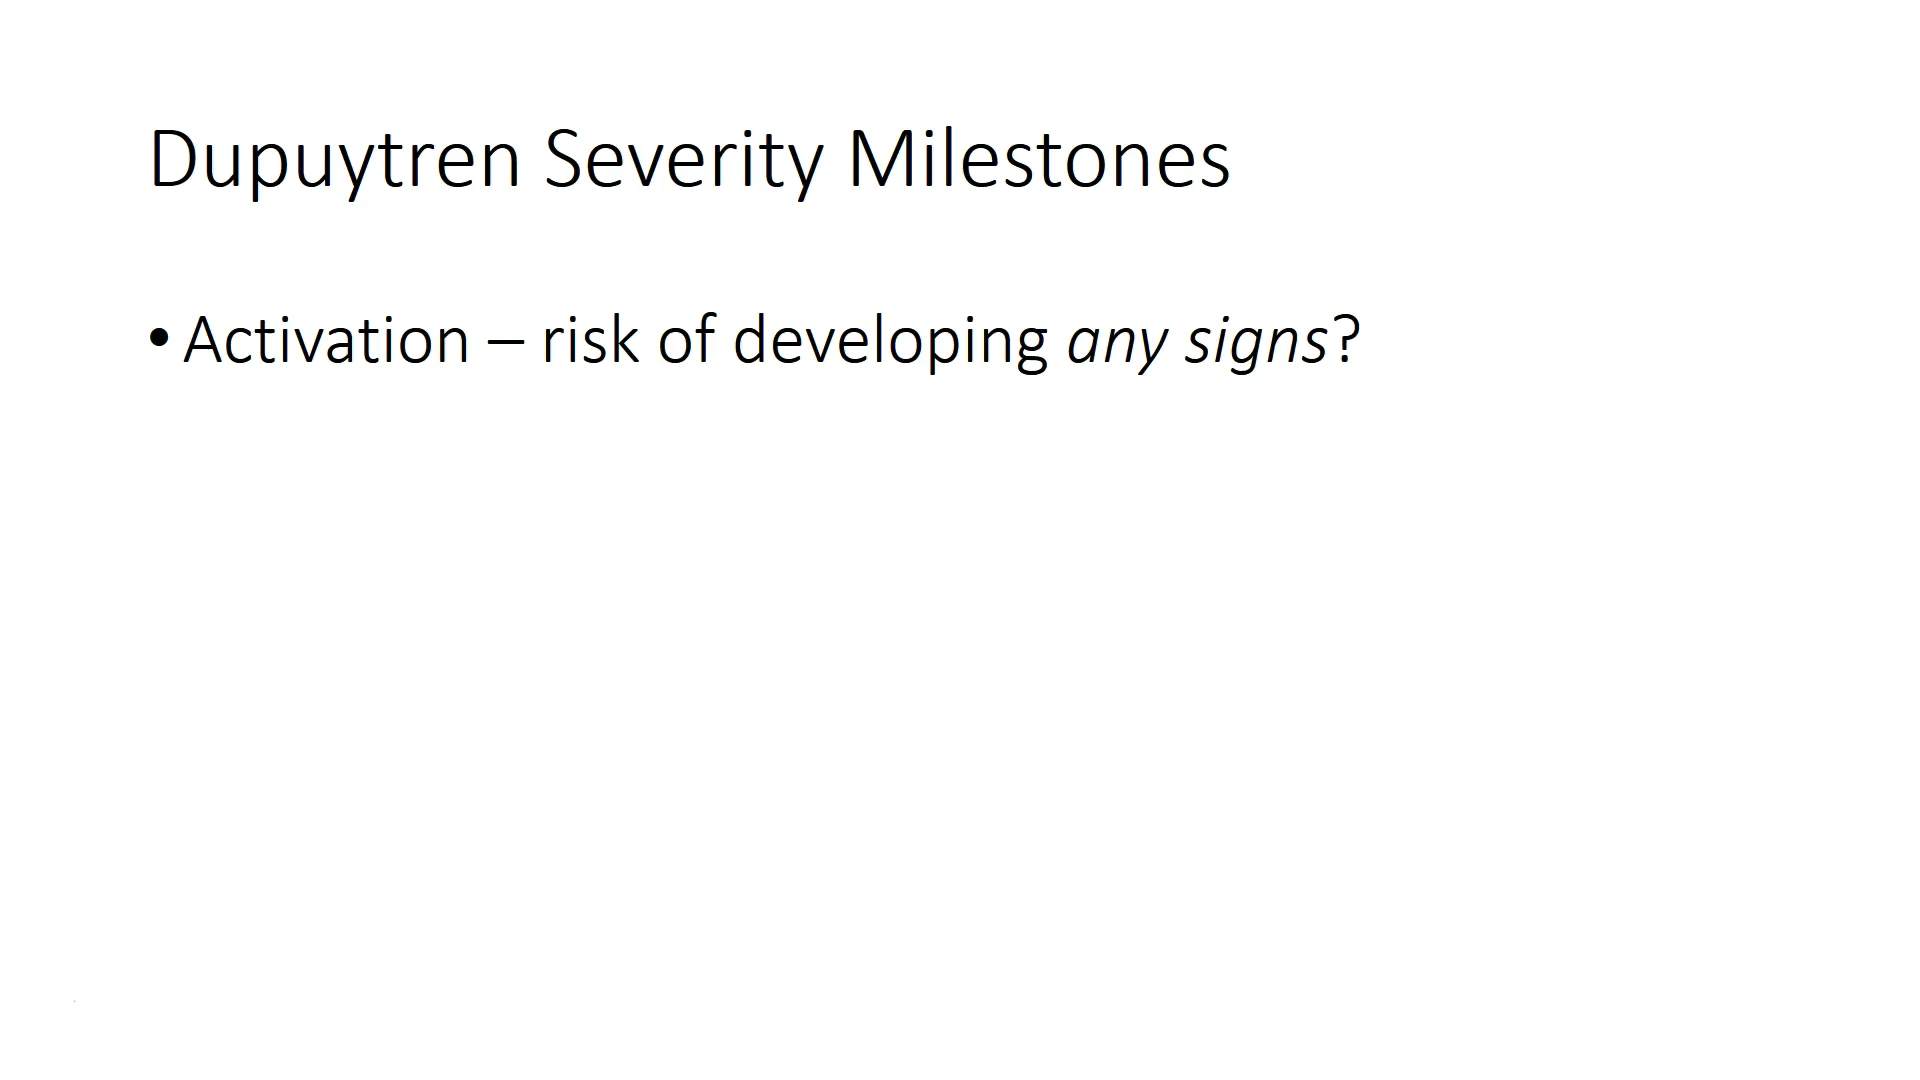 Dupuytren Severity Milestones
• Activation – risk of developing any signs?